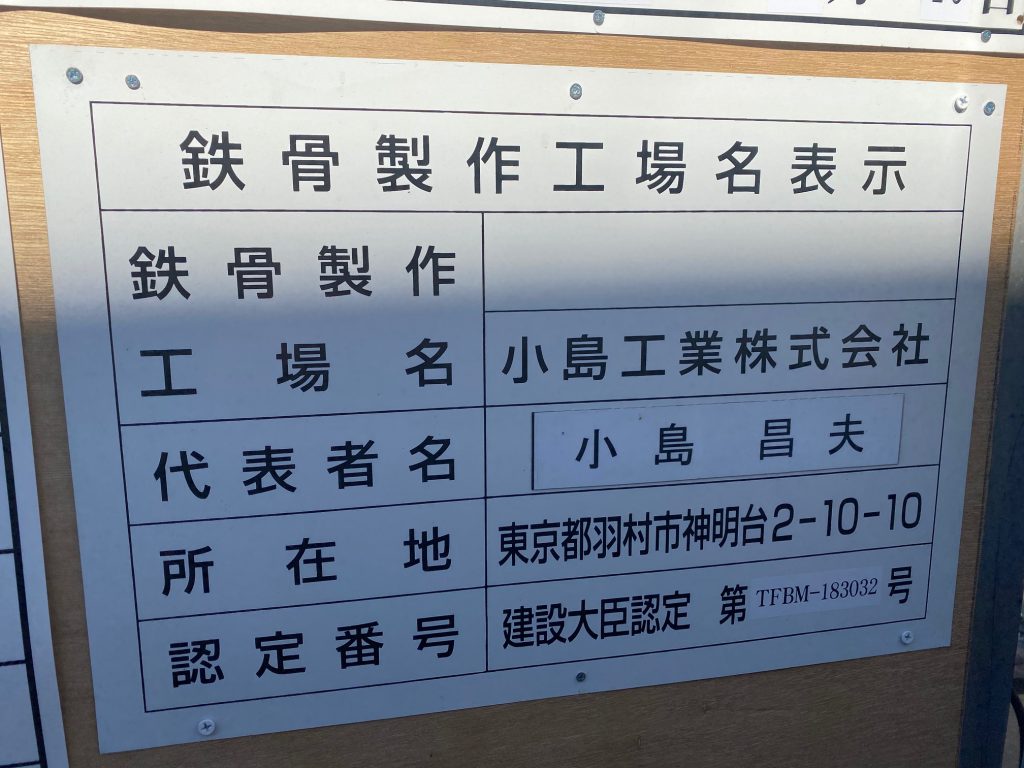 鉄骨製作工場名表示
鉄骨製作
工場名
小島工業株式会社
代表者名
小島 昌夫
所在地
東京都羽村市神明台2-10-10
認定番号
建設大臣認定 第TFBM-183032号